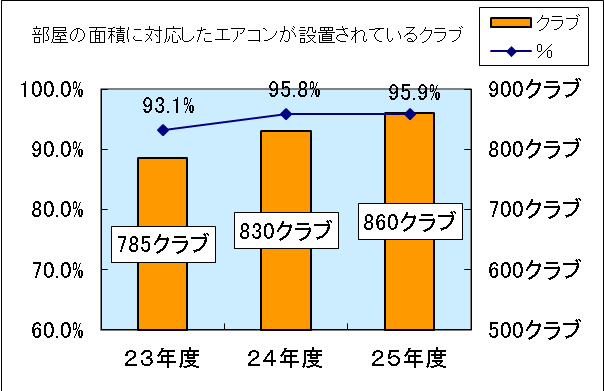 部屋の面積に対応したエアコンが設置されているクラブ
クラブ
%
100.0%
90.0%
80.0%
70.0%
60.0%
93.1%
95.8%
95.9%
785クラブ
830クラブ
860クラブ
900クラブ
800クラブ
700クラブ
600クラブ
500クラブ
23年度
24年度
25年度